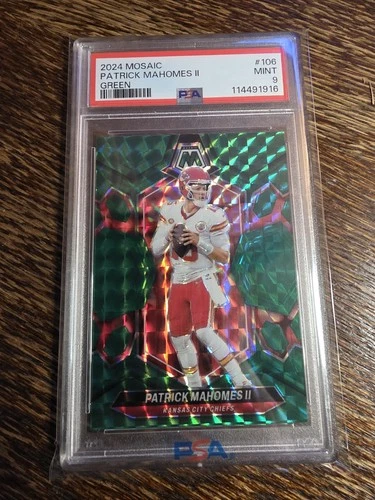 2024 MOSAIC #106
PATRICK MAHOMES II MINT
GREEN 9
PSA 114491916
M
PATRICK MAHOMES II
KANSAS CITY CHIEFS
PSA